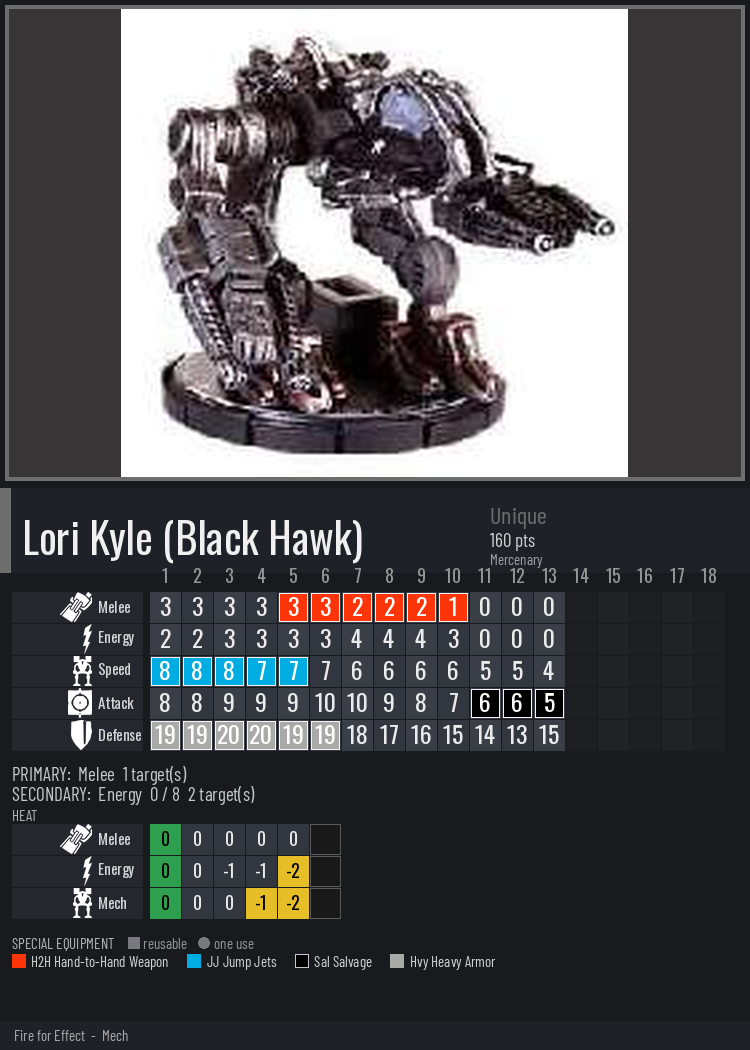 Lori Kyle (Black Hawk)
Unique
160 pts
Mercenary
1 2 3 4 5 6 7 8 9 10 11 12 13 14 15 16 17 18
Melee 3 3 3 3 3 3 2 2 2 1 0 0 0
Energy 2 2 3 3 3 3 4 4 4 3 0 0 0
Speed 8 8 8 7 7 7 6 6 6 6 5 5 4
Attack 8 8 9 9 9 10 10 9 8 7 6 6 5
Defense 19 19 20 20 19 19 18 17 16 15 14 13 15
PRIMARY: Melee 1 target(s)
SECONDARY: Energy 0 / 8 2 target(s)
HEAT
Melee 0 0 0 0 0
Energy 0 0 -1 -1 -2
Mech 0 0 0 -1 -2
SPECIAL EQUIPMENT reusable one use
H2H Hand-to-Hand Weapon JJ Jump Jets Sal Salvage Hvy Heavy Armor
Fire for Effect - Mech